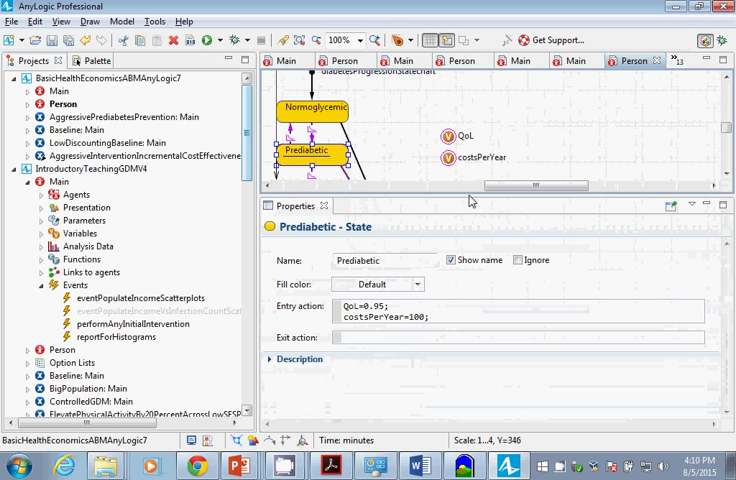 AnyLogic Professional
File Edit View Draw Model Tools Help
100% Get Support...
Projects Palette
Main Person Main Person Main Main Person 13
BasicHealthEconomicsABMAnyLogic7
Main
Person
AggressivePrediabetesPrevention: Main
Baseline: Main
LowDiscountingBaseline: Main
AggressiveInterventionIncrementalCostEffectivene
IntroductoryTeachingGDMV4
Main
Agents
Presentation
Parameters
Variables
Analysis Data
Functions
Links to agents
Events
eventPopulateIncomeScatterplots
eventPopulateIncomeVsInfectionCountScat
performAnyInitialIntervention
reportForHistograms
Person
Option Lists
Baseline: Main
BigPopulation: Main
ControlledGDM: Main
ElevatePhysicalActivityBy20PercentAcrossLowSESP
diabetesProgressionStatechart
Normoglycemic
Prediabetic
V QoL
V costsPerYear
Properties
Prediabetic - State
Name: Prediabetic Show name Ignore
Fill color: Default
Entry action: QoL=0.95;
costsPerYear=100;
Exit action:
Description
BasicHealthEconomicsABMAnyLogic7
Time: minutes
Scale: 1...4, Y=346
4:10 PM
8/5/2015